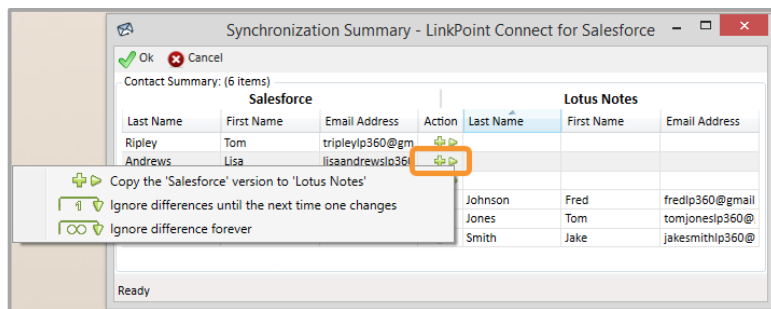 Synchronization Summary - LinkPoint Connect for Salesforce
Ok Cancel
Contact Summary: (6 items)
Salesforce Lotus Notes
Last Name First Name Email Address Action Last Name First Name Email Address
Ripley Tom tripleylp360@gm
Andrews Lisa lisaandrewslp360
Copy the 'Salesforce' version to 'Lotus Notes'
Johnson Fred fredlp360@gmail
1 Ignore differences until the next time one changes
Jones Tom tomjoneslp360@
Ignore difference forever
Smith Jake jakesmithlp360@
Ready